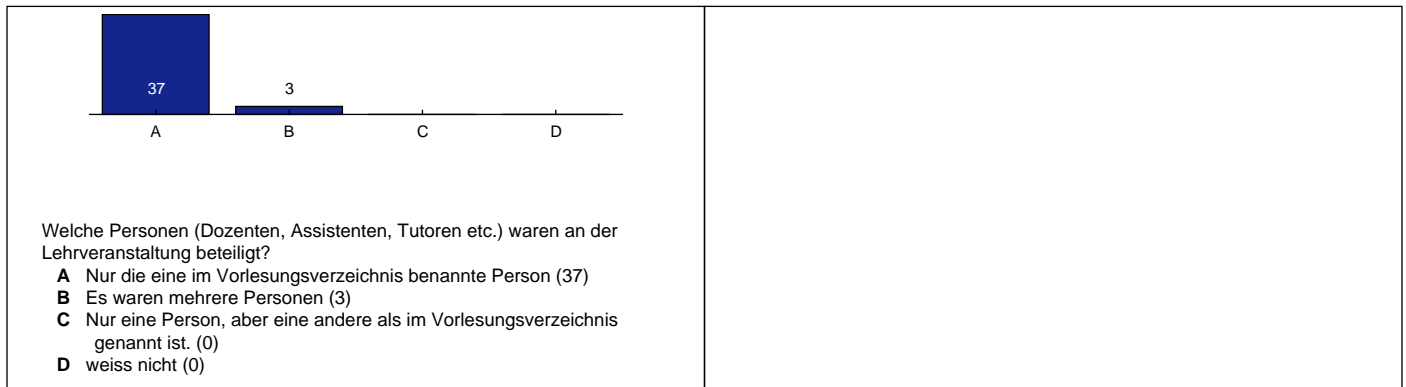 37 3
A B C D
Welche Personen (Dozenten, Assistenten, Tutoren etc.) waren an der
Lehrveranstaltung beteiligt?
A Nur die eine im Vorlesungsverzeichnis benannte Person (37)
B Es waren mehrere Personen (3)
C Nur eine Person, aber eine andere als im Vorlesungsverzeichnis
genannt ist. (0)
D weiss nicht (0)